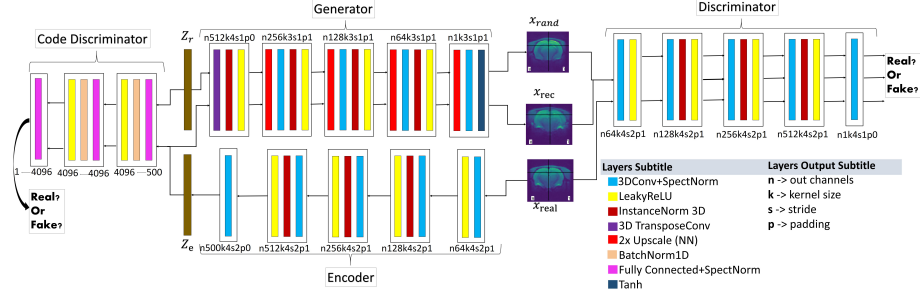 Generator
Discriminator
Code Discriminator
Z_r
n512k4s1p0
n256k3s1p1
n128k3s1p1
n64k3s1p1
n1k3s1p1
x_rand
x_rec
x_real
1
4096
4096
4096
4096
500
Real?
Or
Fake?
Z_e
n500k4s2p0
n512k4s2p1
n256k4s2p1
n128k4s2p1
n64k4s2p1
Encoder
n64k4s2p1
n128k4s2p1
n256k4s2p1
n512k4s2p1
n1k4s1p0
Real?
Or
Fake?
Layers Subtitle
3DConv+SpectNorm
LeakyReLU
InstanceNorm 3D
3D TransposeConv
2x Upscale (NN)
BatchNorm1D
Fully Connected+SpectNorm
Tanh
Layers Output Subtitle
n -> out channels
k -> kernel size
s -> stride
p -> padding